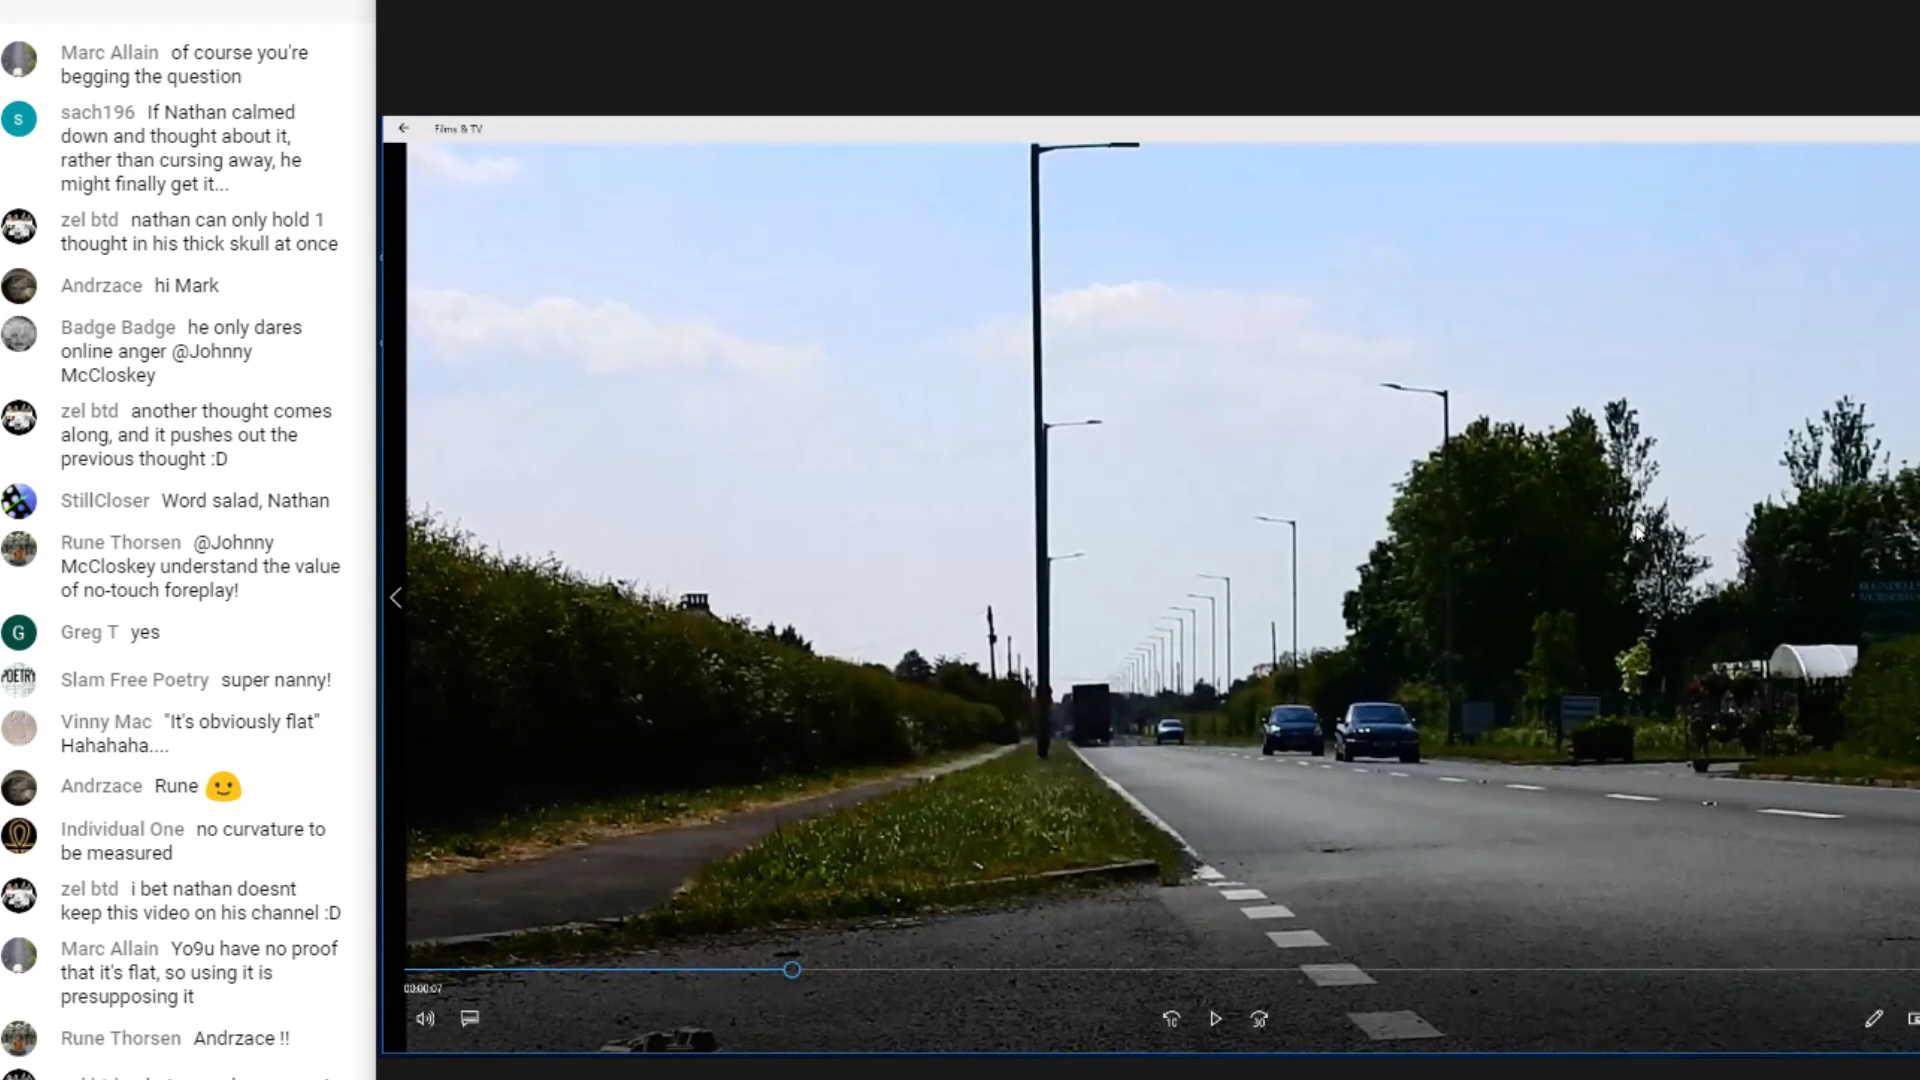 Marc Allain of course you're
begging the question
S
sach196 If Nathan calmed
down and thought about it,
rather than cursing away, he
might finally get it...
zel btd nathan can only hold 1
thought in his thick skull at once
Andrzace hi Mark
Badge Badge he only dares
online anger @Johnny
McCloskey
zel btd another thought comes
along, and it pushes out the
previous thought :D
StillCloser Word salad, Nathan
Rune Thorsen @Johnny
McCloskey understand the value
of no-touch foreplay!
G
Greg T yes
POETRY
Slam Free Poetry super nanny!
Vinny Mac "It's obviously flat"
Hahahaha....
Andrzace Rune 🙂
Individual One no curvature to
be measured
zel btd i bet nathan doesnt
keep this video on his channel :D
Marc Allain Yo9u have no proof
that it's flat, so using it is
presupposing it
Rune Thorsen Andrzace !!
Films & TV
00:00:07
10
30